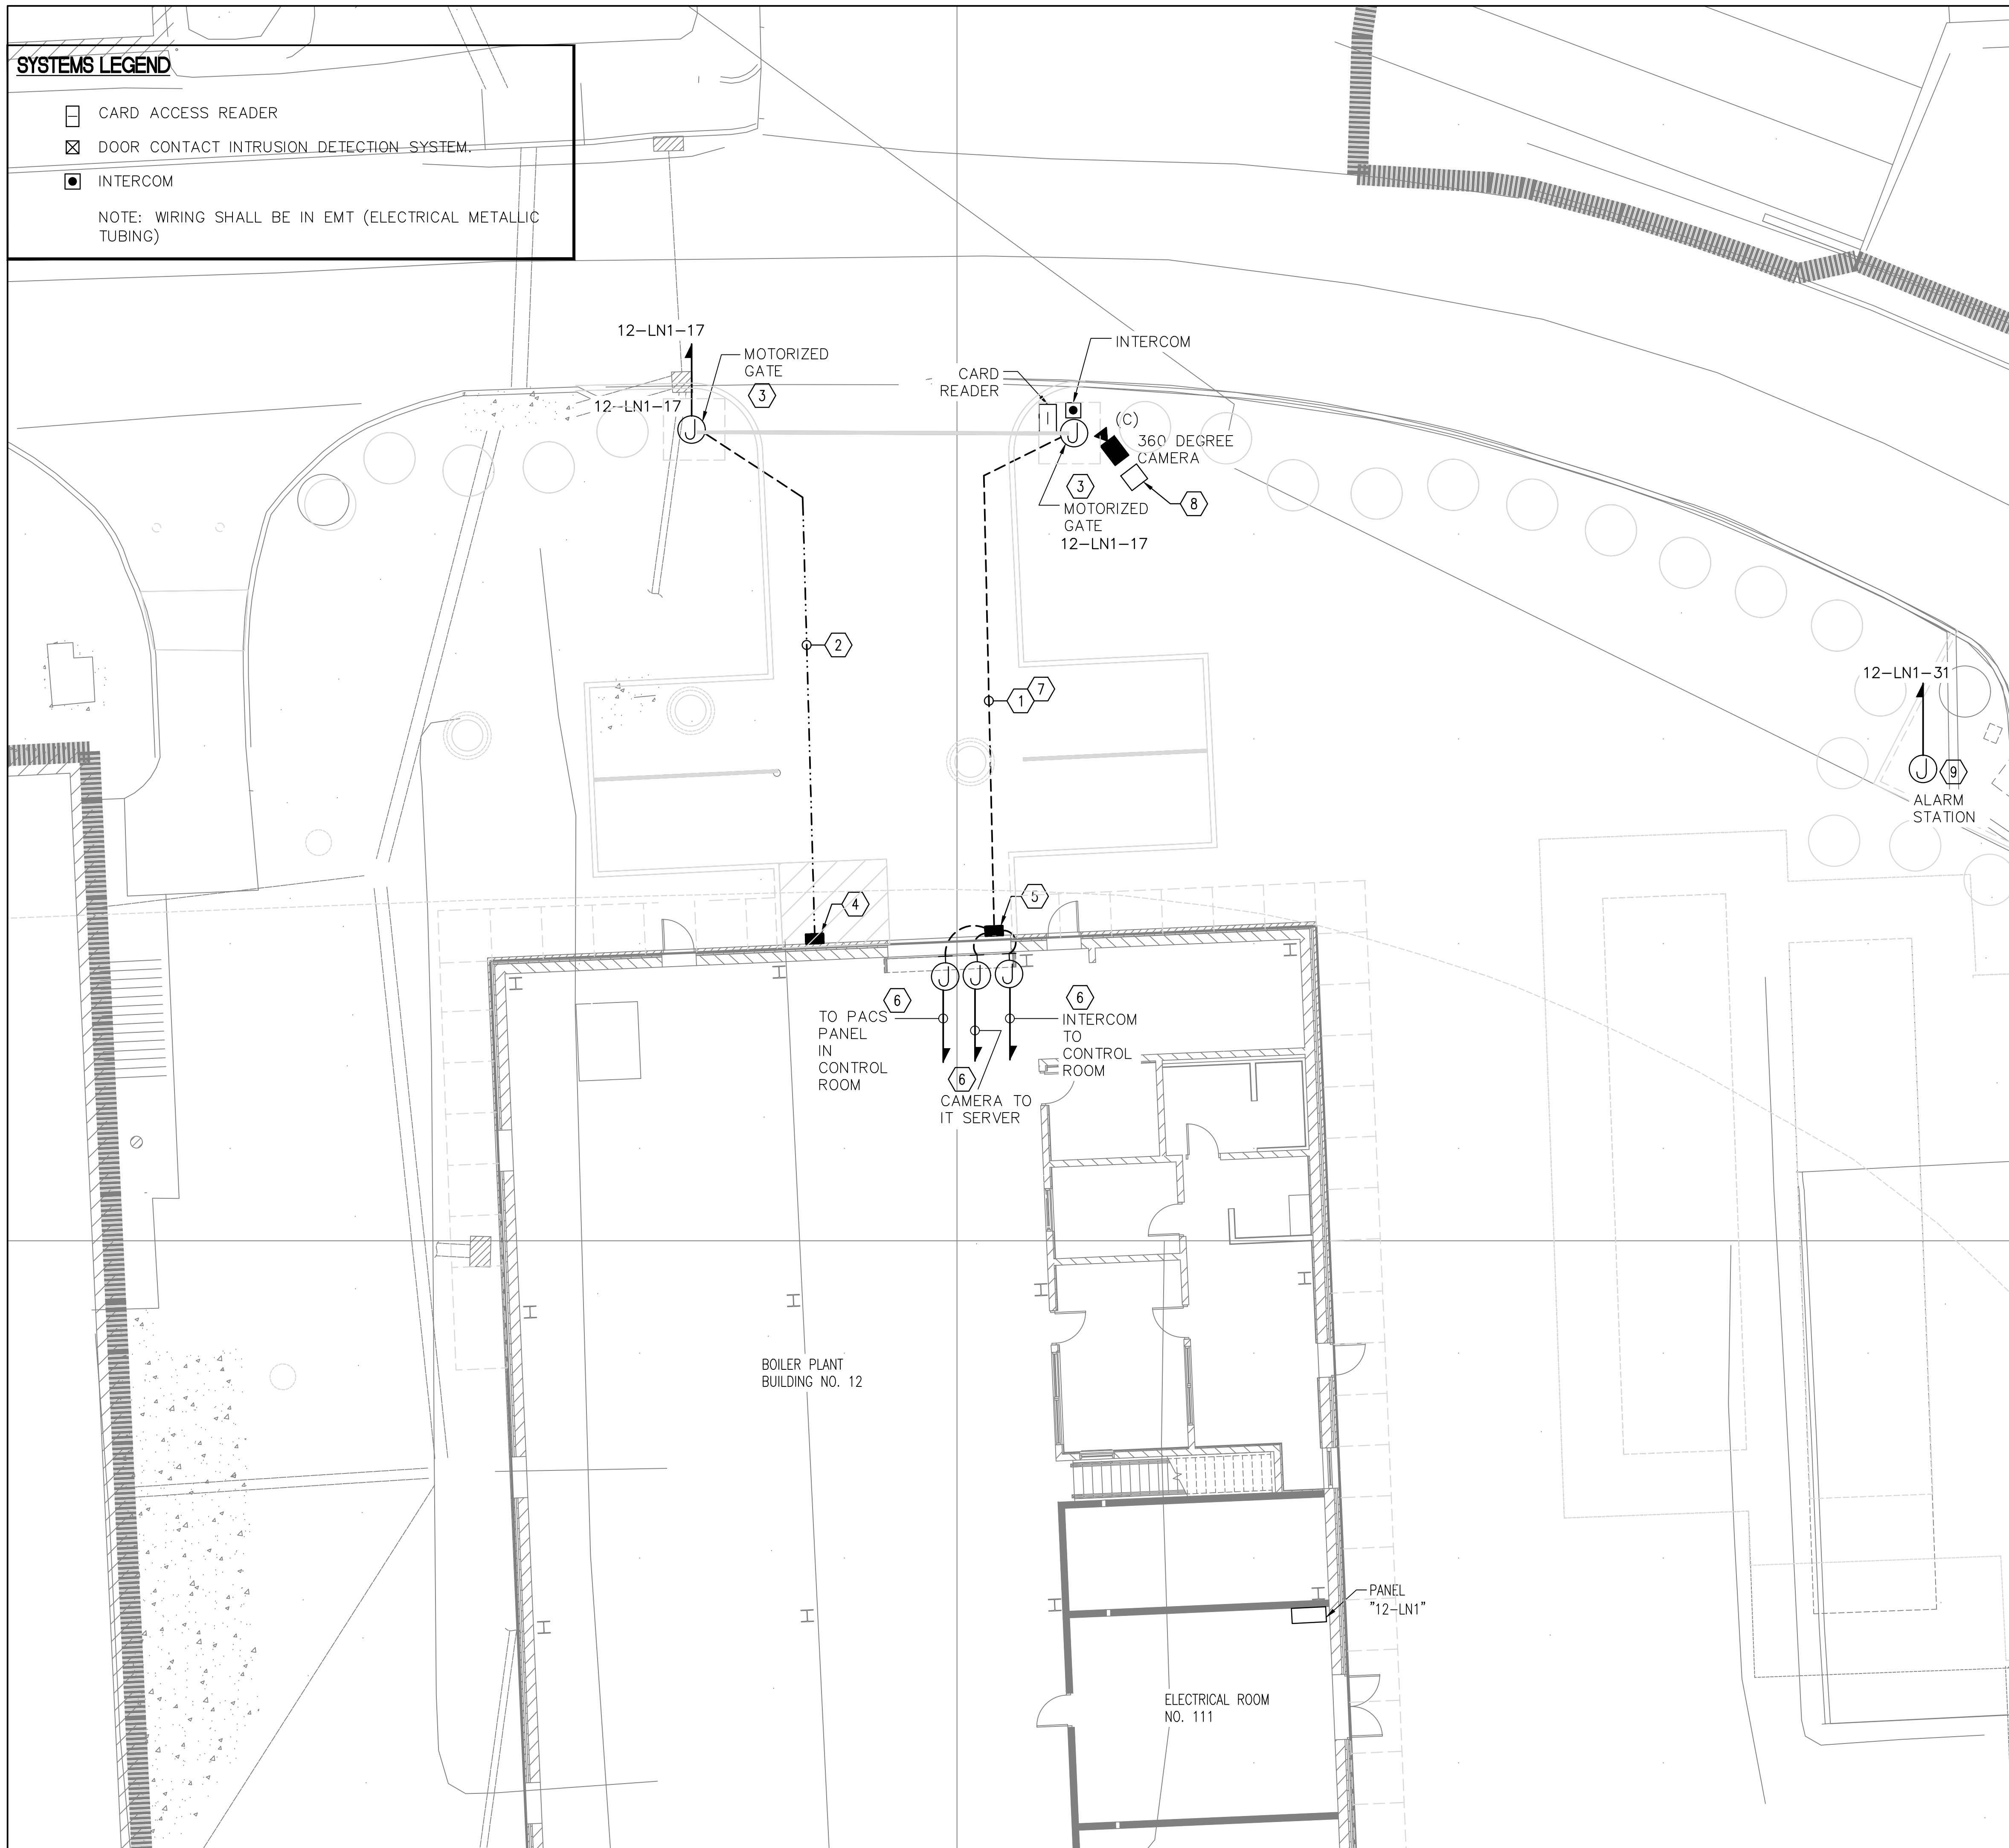 SYSTEMS LEGEND
CARD ACCESS READER
DOOR CONTACT INTRUSION DETECTION SYSTEM.
INTERCOM
NOTE: WIRING SHALL BE IN EMT (ELECTRICAL METALLIC
TUBING)
12-LN1-17
MOTORIZED
GATE
3
12-LN1-17
J
INTERCOM
CARD
READER
J
(C)
360 DEGREE
CAMERA
3
8
MOTORIZED
GATE
12-LN1-17
2
1
7
12-LN1-31
J
9
ALARM
STATION
4
5
J
J
J
6
TO PACS
PANEL
IN
CONTROL
ROOM
6
INTERCOM
TO
CONTROL
ROOM
6
CAMERA TO
IT SERVER
BOILER PLANT
BUILDING NO. 12
PANEL
"12-LN1"
ELECTRICAL ROOM
NO. 111